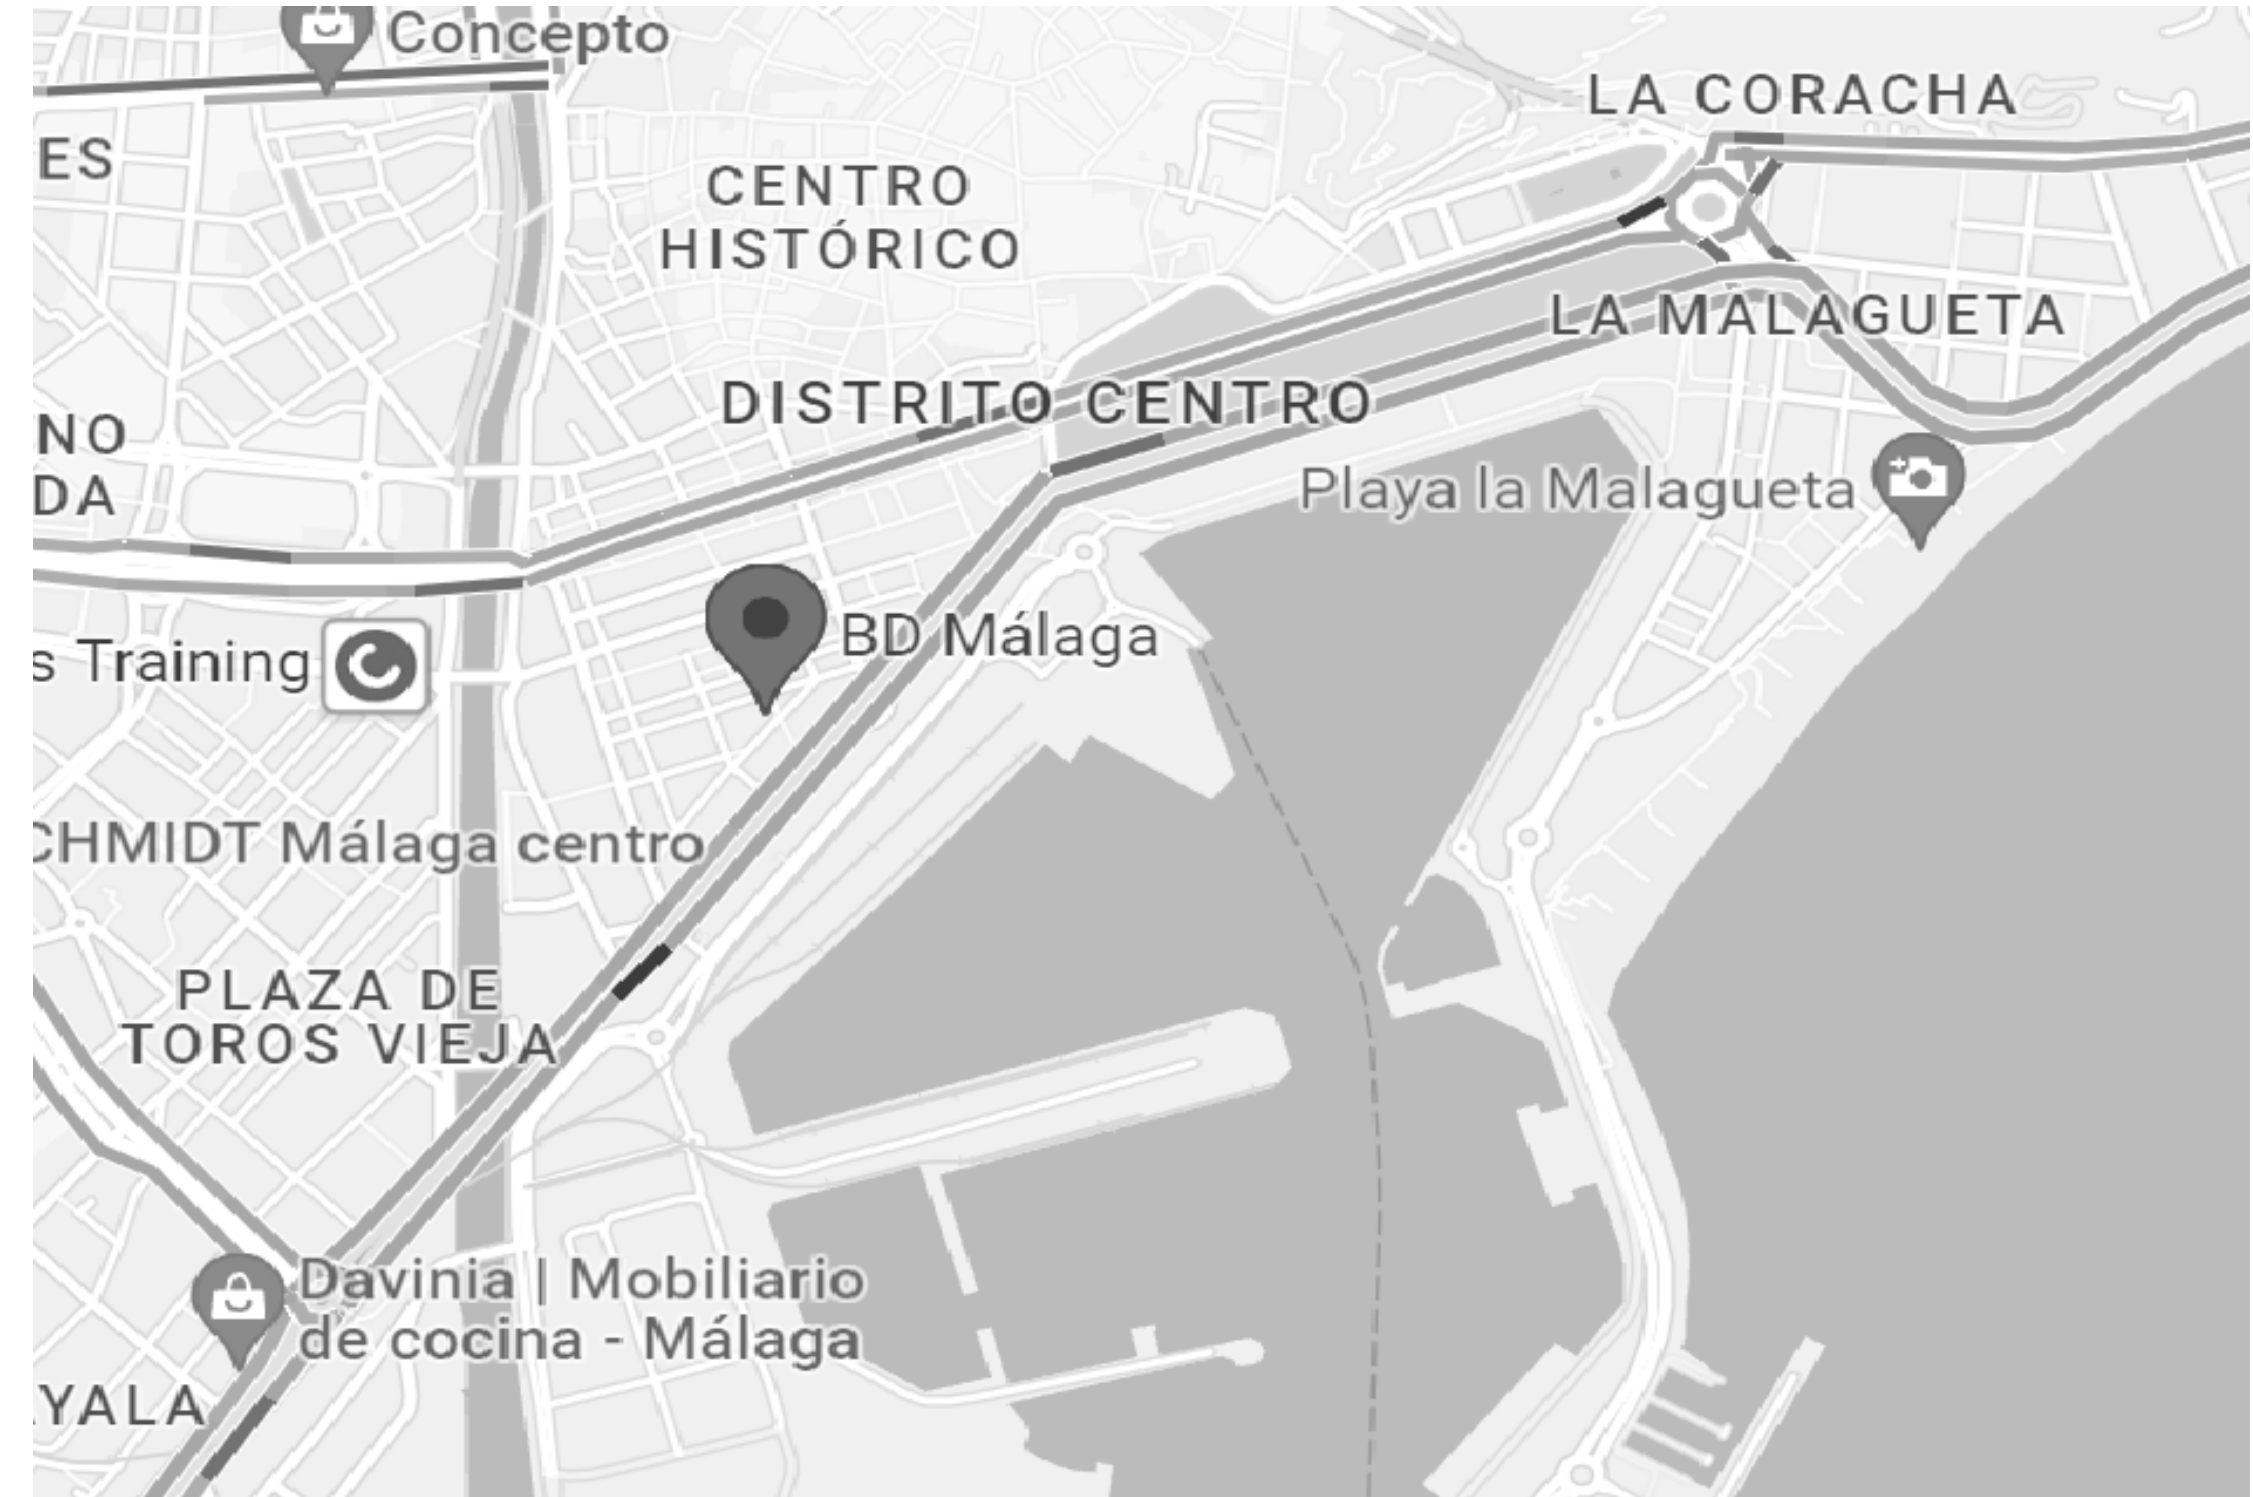 Concepto
LA CORACHA
ES
CENTRO
HISTÓRICO
LA MALAGUETA
DISTRITO CENTRO
NO
DA
Playa la Malagueta
BD Málaga
s Training
CHMIDT Málaga centro
PLAZA DE
TOROS VIEJA
Davinia | Mobiliario
de cocina - Málaga
YALA